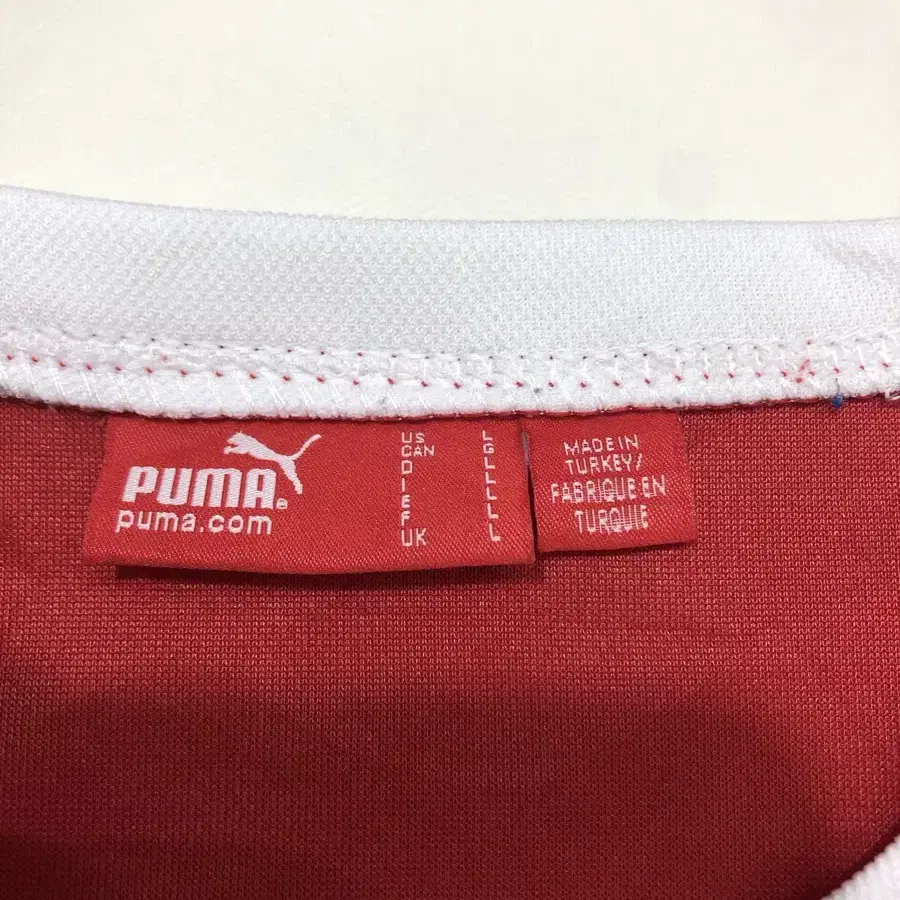 PUMA®
puma.com
US L
CAN G
D L
I L
E L
F L
UK L
MADE IN
TURKEY/
FABRIQUE EN
TURQUIE